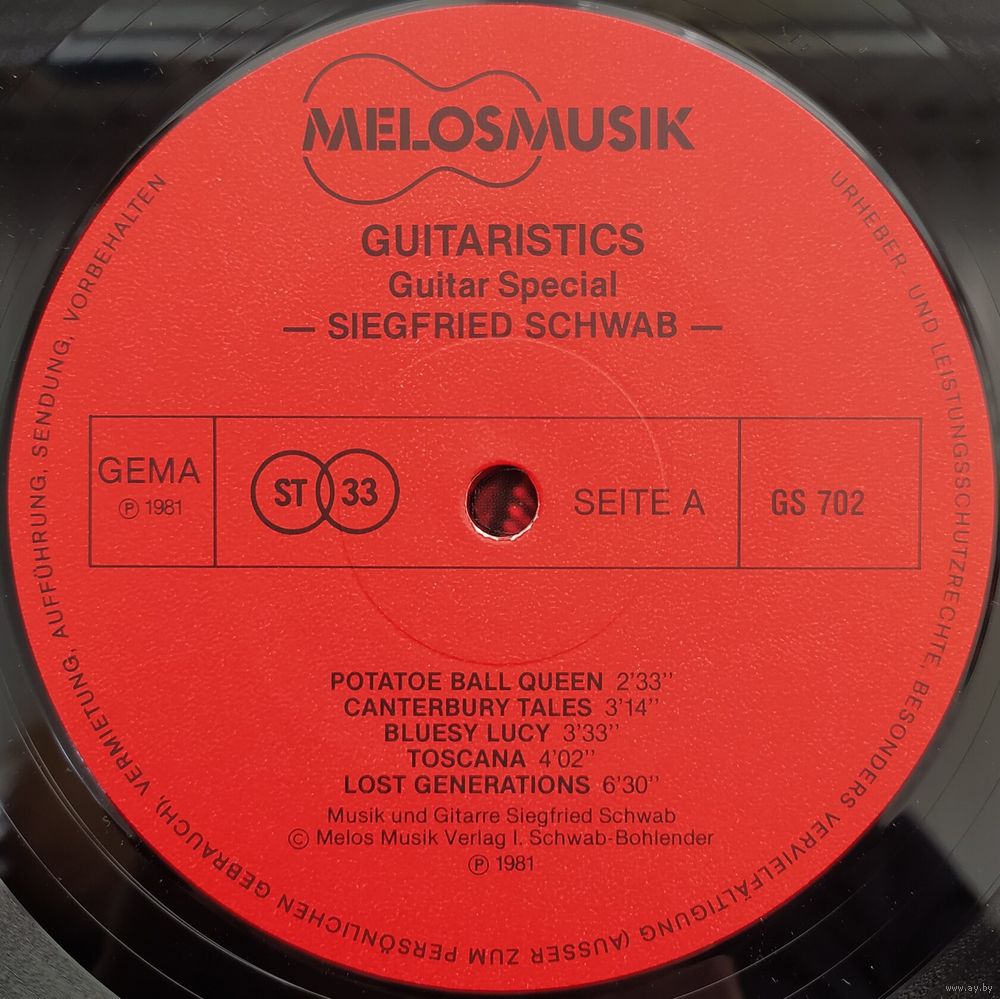 MELOSMUSIK
GUITARISTICS
Guitar Special
— SIEGFRIED SCHWAB —
GEMA
℗ 1981
ST 33
SEITE A
GS 702
POTATOE BALL QUEEN 2'33''
CANTERBURY TALES 3'14''
BLUESY LUCY 3'33''
TOSCANA 4'02''
LOST GENERATIONS 6'30''
Musik und Gitarre Siegfried Schwab
© Melos Musik Verlag I. Schwab-Bohlender
℗ 1981
URHEBER- UND LEISTUNGSSCHUTZRECHTE, BESONDERS VERVIELFÄLTIGUNG (AUSSER ZUM PERSÖNLICHEN GEBRAUCH), VERMIETUNG, AUFFÜHRUNG, SENDUNG, VORBEHALTEN
www.ay.by